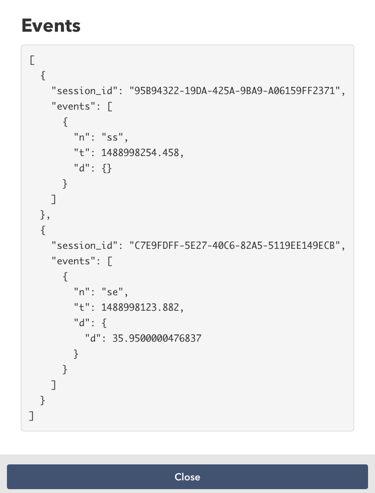 Events
[
  {
    "session_id": "95B94322-19DA-425A-9BA9-A06159FF2371",
    "events": [
      {
        "n": "ss",
        "t": 1488998254.458,
        "d": {}
      }
    ]
  },
  {
    "session_id": "C7E9FDFF-5E27-40C6-82A5-5119EE149ECB",
    "events": [
      {
        "n": "se",
        "t": 1488998123.882,
        "d": {
          "d": 35.9500000476837
        }
      }
    ]
  }
]
Close